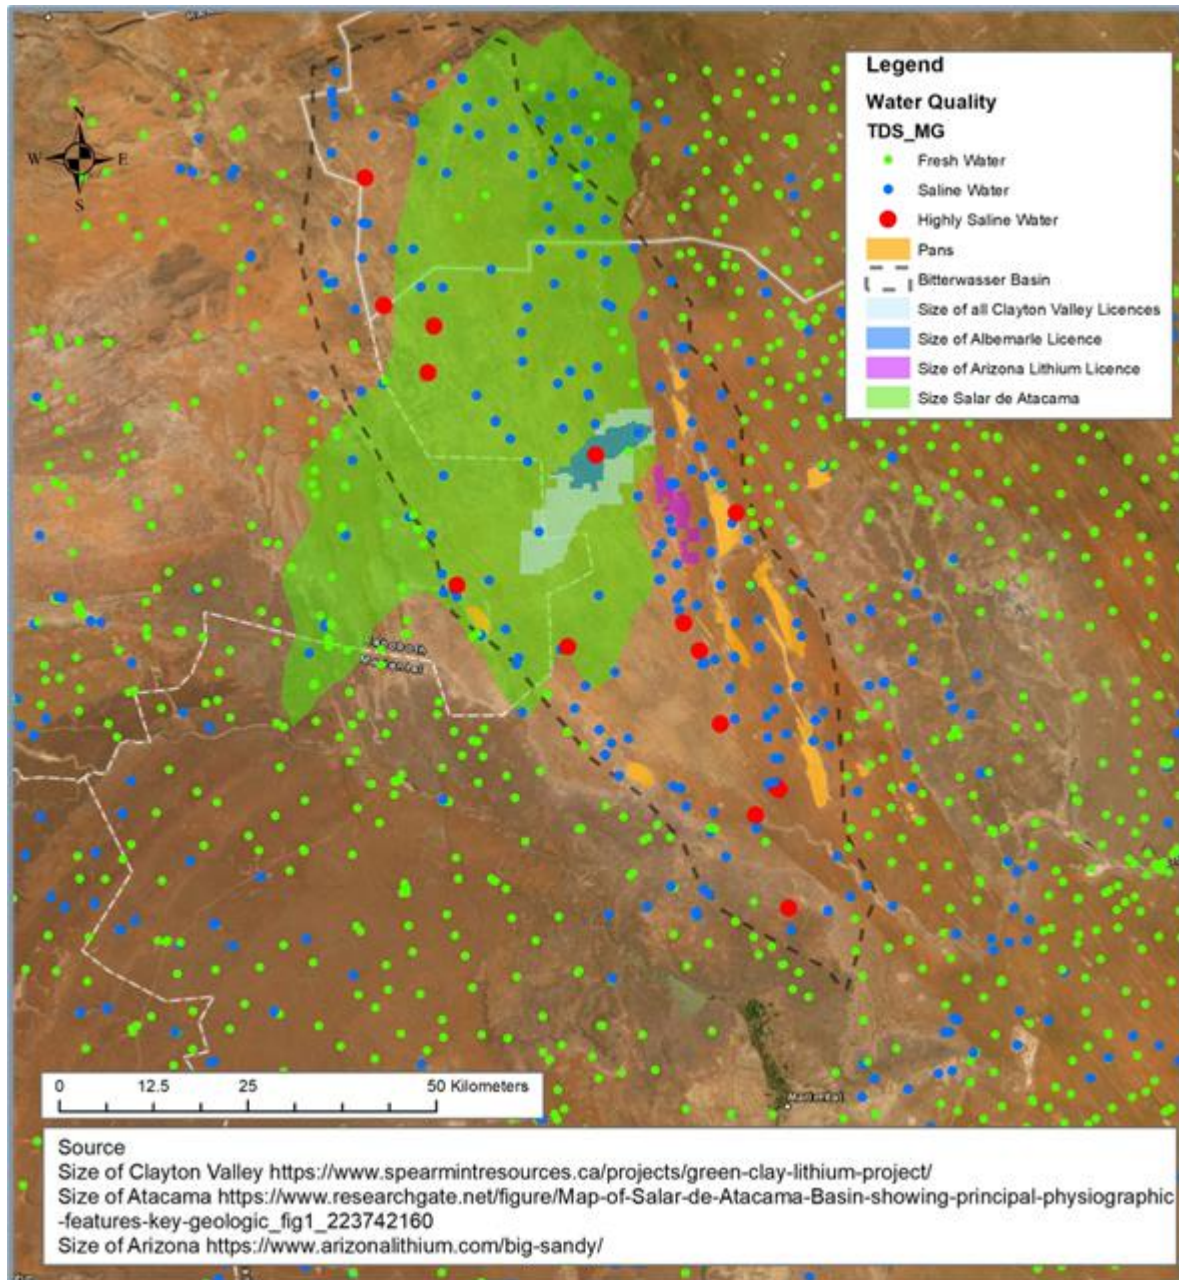 N
W E
S
Legend
Water Quality
TDS_MG
Fresh Water
Saline Water
Highly Saline Water
Pans
Bitterwasser Basin
Size of all Clayton Valley Licences
Size of Albemarle Licence
Size of Arizona Lithium Licence
Size Salar de Atacama
Mariental
0 12.5 25 50 Kilometers
Source
Size of Clayton Valley https://www.spearmintresources.ca/projects/green-clay-lithium-project/
Size of Atacama https://www.researchgate.net/figure/Map-of-Salar-de-Atacama-Basin-showing-principal-physiographic
-features-key-geologic_fig1_223742160
Size of Arizona https://www.arizonalithium.com/big-sandy/